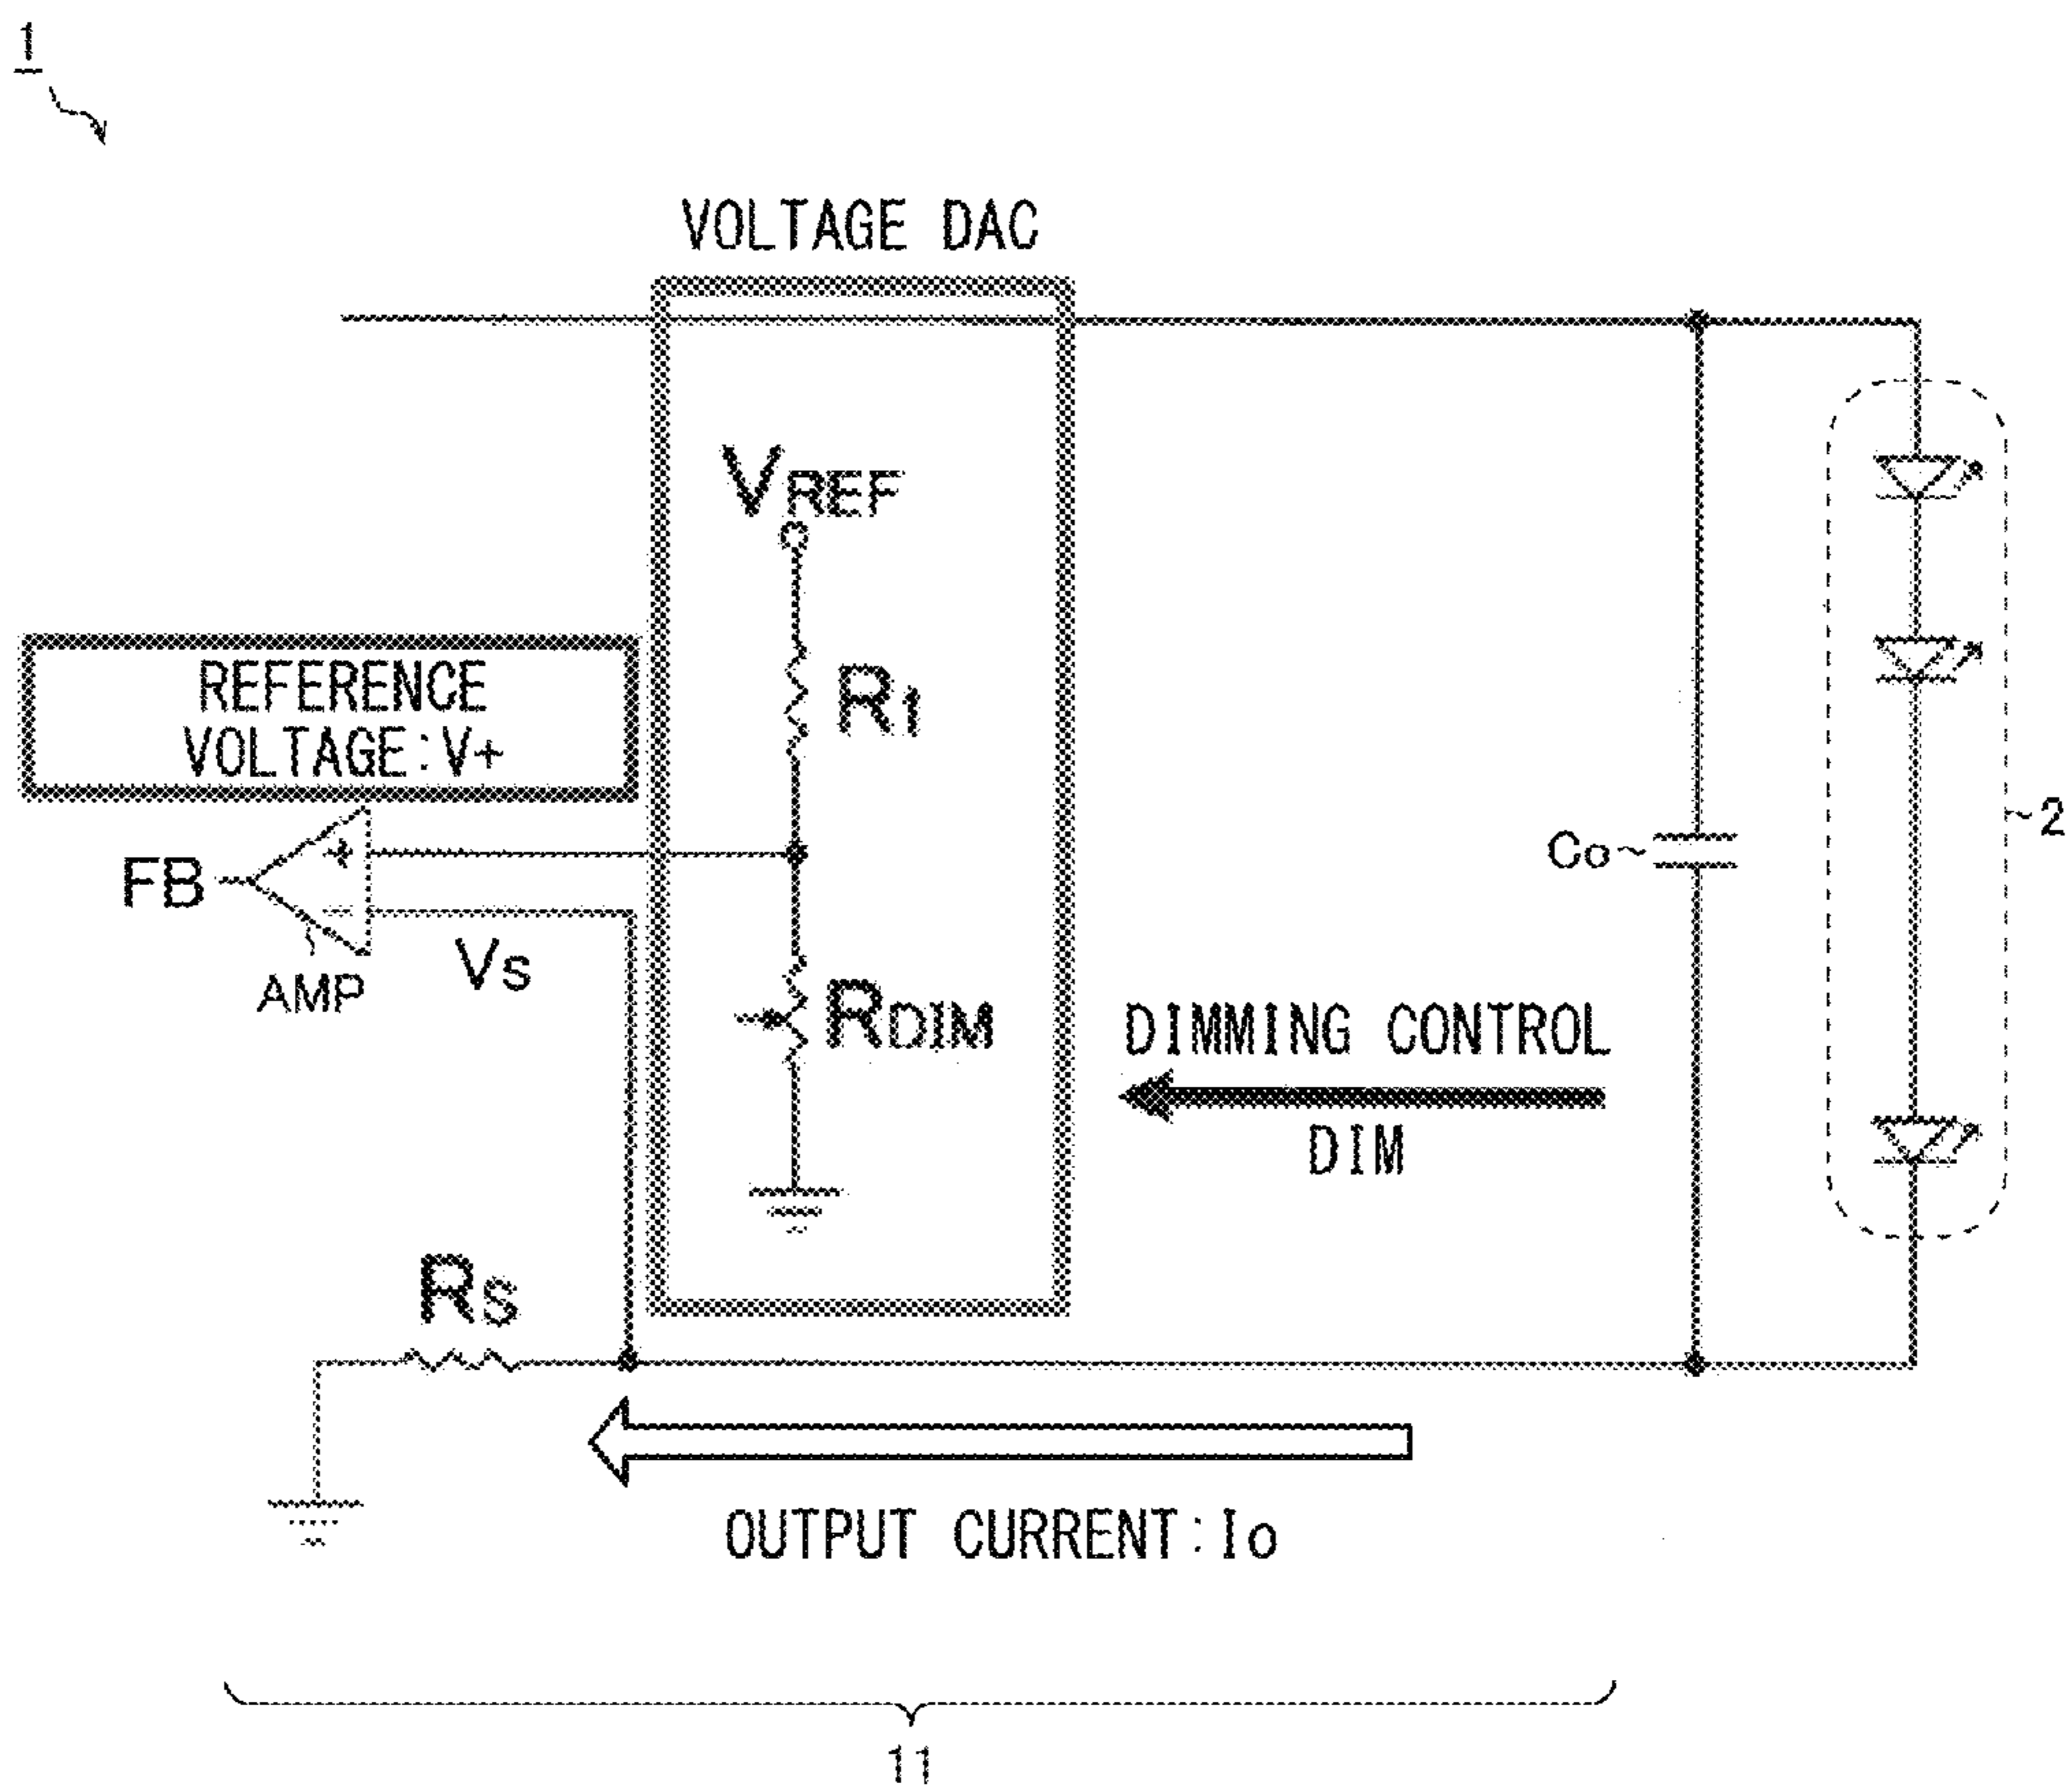 1
VOLTAGE DAC
VREF
REFERENCE
VOLTAGE:V+
R1
FB
+
−
AMP
Vs
Co
2
RDIM
DIMMING CONTROL
DIM
Rs
OUTPUT CURRENT:Io
11